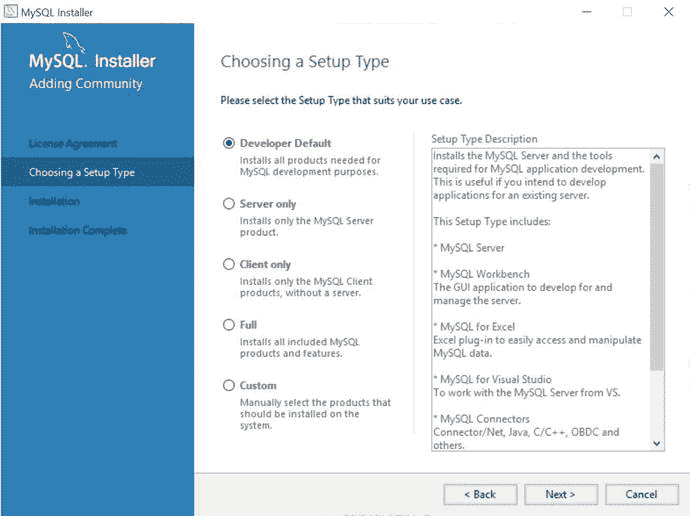 MySQL Installer
MySQL. Installer
Adding Community
License Agreement
Choosing a Setup Type
Installation
Installation Complete
Choosing a Setup Type
Please select the Setup Type that suits your use case.
Developer Default
Installs all products needed for
MySQL development purposes.
Server only
Installs only the MySQL Server
product.
Client only
Installs only the MySQL Client
products, without a server.
Full
Installs all included MySQL
products and features.
Custom
Manually select the products that
should be installed on the
system.
Setup Type Description
Installs the MySQL Server and the tools
required for MySQL application development.
This is useful if you intend to develop
applications for an existing server.
This Setup Type includes:
* MySQL Server
* MySQL Workbench
The GUI application to develop for and
manage the server.
* MySQL for Excel
Excel plug-in to easily access and manipulate
MySQL data.
* MySQL for Visual Studio
To work with the MySQL Server from VS.
* MySQL Connectors
Connector/Net, Java, C/C++, OBDC and
others.
< Back
Next >
Cancel